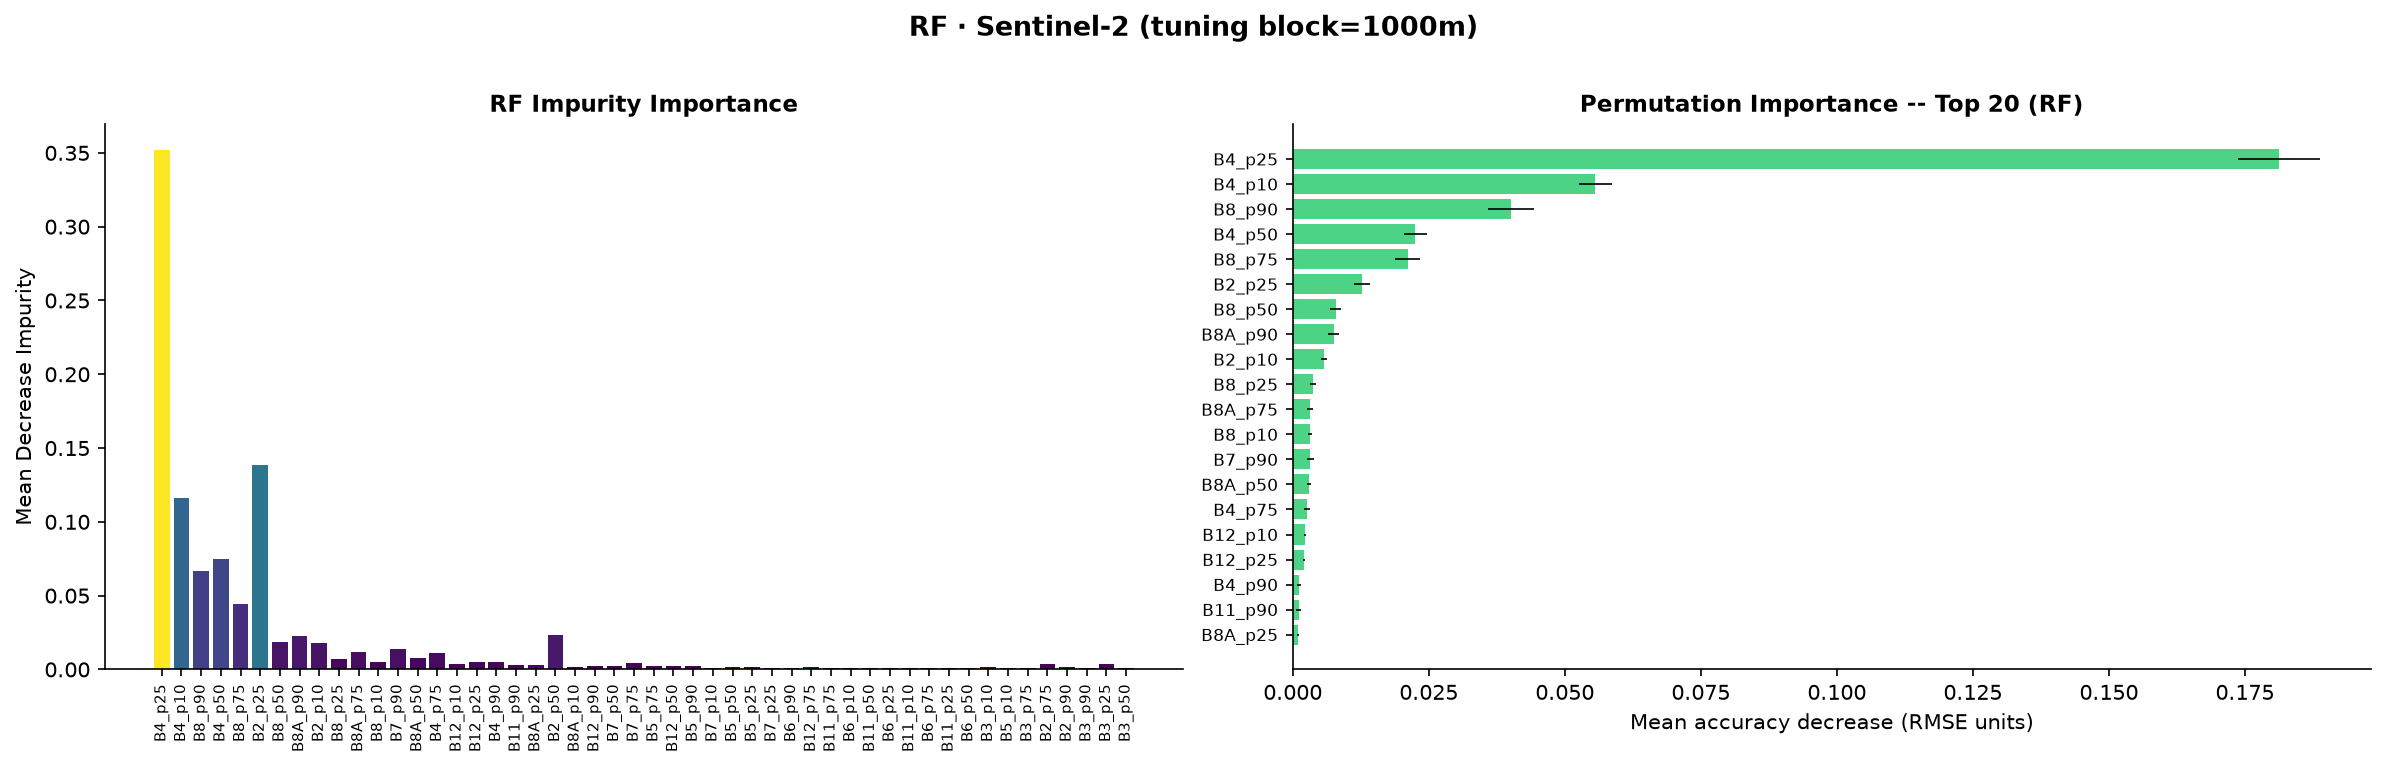 RF · Sentinel-2 (tuning block=1000m)
RF Impurity Importance
Mean Decrease Impurity
0.35
0.30
0.25
0.20
0.15
0.10
0.05
0.00
B4_p25
B4_p10
B8_p90
B4_p50
B8_p75
B2_p25
B8_p50
B8A_p90
B2_p10
B8_p25
B8A_p75
B8_p10
B7_p90
B8A_p50
B4_p75
B12_p10
B12_p25
B4_p90
B11_p90
B8A_p25
B2_p50
B8A_p10
B12_p90
B7_p50
B7_p75
B5_p75
B12_p50
B5_p90
B7_p10
B5_p50
B5_p25
B7_p25
B6_p90
B12_p75
B11_p75
B6_p10
B11_p50
B6_p25
B11_p10
B6_p75
B11_p25
B6_p50
B3_p10
B5_p10
B3_p75
B2_p75
B2_p90
B3_p90
B3_p25
B3_p50
Permutation Importance -- Top 20 (RF)
B4_p25
B4_p10
B8_p90
B4_p50
B8_p75
B2_p25
B8_p50
B8A_p90
B2_p10
B8_p25
B8A_p75
B8_p10
B7_p90
B8A_p50
B4_p75
B12_p10
B12_p25
B4_p90
B11_p90
B8A_p25
0.000 0.025 0.050 0.075 0.100 0.125 0.150 0.175
Mean accuracy decrease (RMSE units)